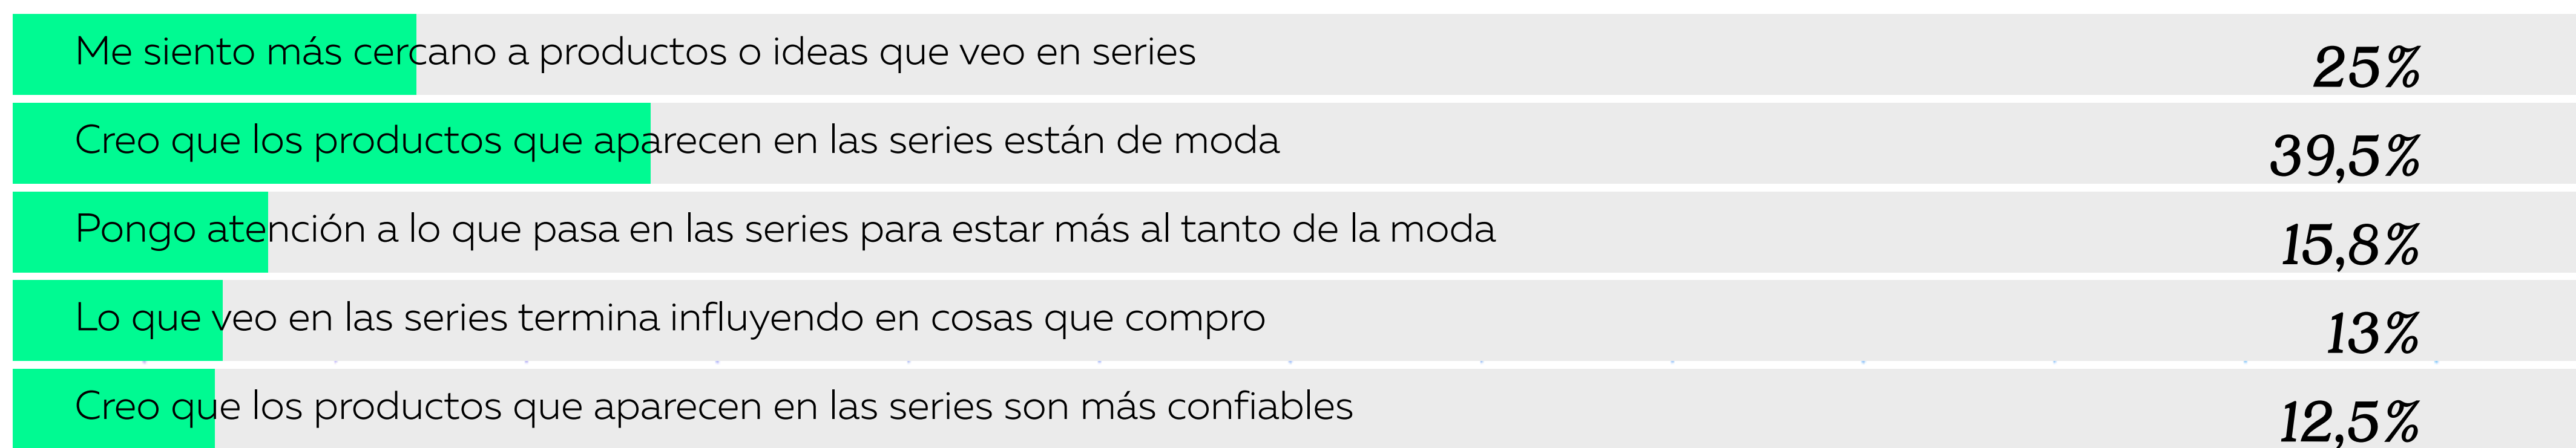 Me siento más cercano a productos o ideas que veo en series 25%
Creo que los productos que aparecen en las series están de moda 39,5%
Pongo atención a lo que pasa en las series para estar más al tanto de la moda 15,8%
Lo que veo en las series termina influyendo en cosas que compro 13%
Creo que los productos que aparecen en las series son más confiables 12,5%